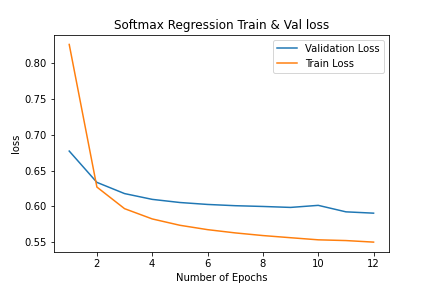 Softmax Regression Train & Val loss
Validation Loss
Train Loss
loss
0.80
0.75
0.70
0.65
0.60
0.55
2 4 6 8 10 12
Number of Epochs